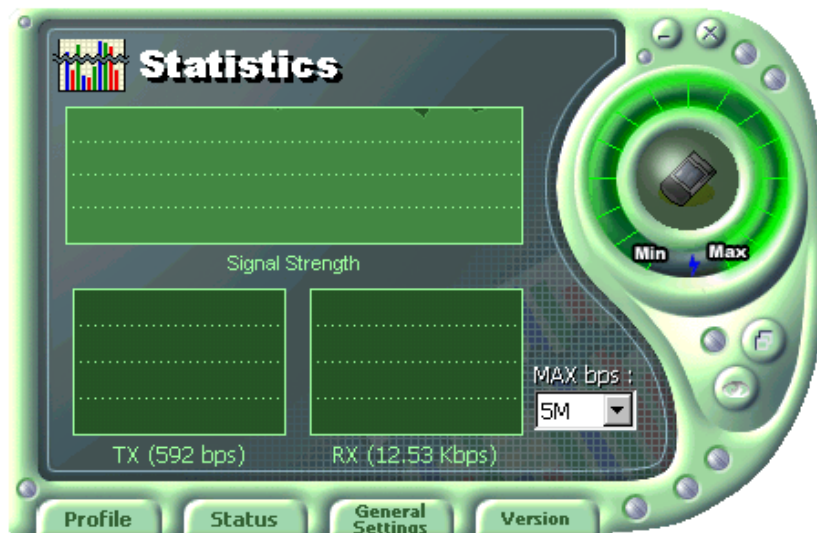 Statistics
Signal Strength
Min
Max
MAX bps :
5M
TX (592 bps)
RX (12.53 Kbps)
Profile
Status
General
Settings
Version